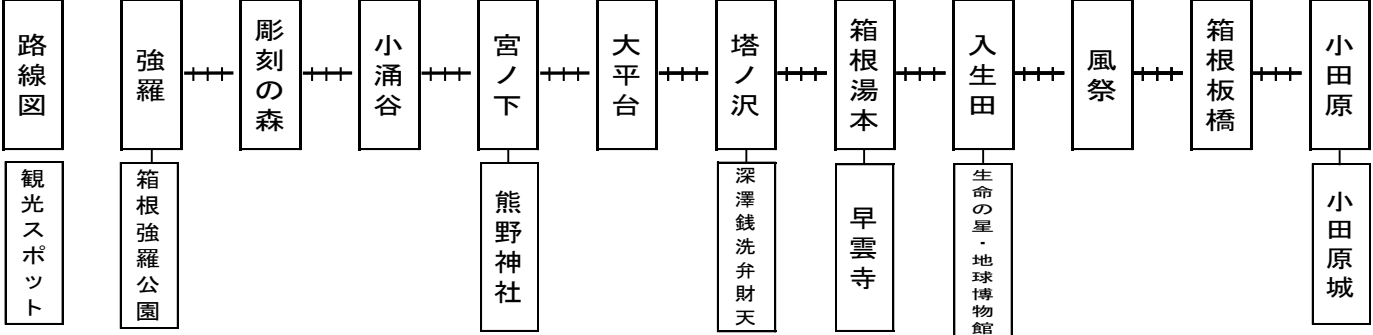 路線図
強羅
彫刻の森
小涌谷
宮ノ下
大平台
塔ノ沢
箱根湯本
入生田
風祭
箱根板橋
小田原
観光スポット
箱根強羅公園
熊野神社
深澤銭洗弁財天
早雲寺
生命の星・地球博物館
小田原城